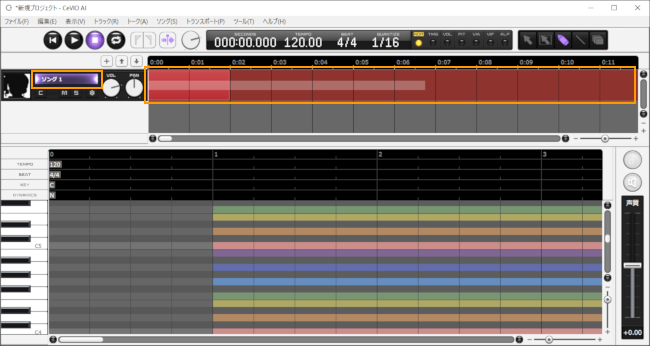 *新規プロジェクト - CeVIO AI
ファイル(F) 編集(E) 表示(V) トラック(R) トーク(A) ソング(S) トランスポート(P) ツール(T) ヘルプ(H)
SECONDS TEMPO BEAT QUANTIZE
000:00.000 120.00 4/4 1/16
TMG VOL PIT VIA VIF ALP
0:00 0:01 0:02 0:03 0:04 0:05 0:06 0:07 0:08 0:09 0:10 0:11
ソング 1
VOL PAN
C M S
0 1 2 3
TEMPO 120
BEAT 4/4
KEY C
DYNAMICS N
声質
C5
C4
+0.00